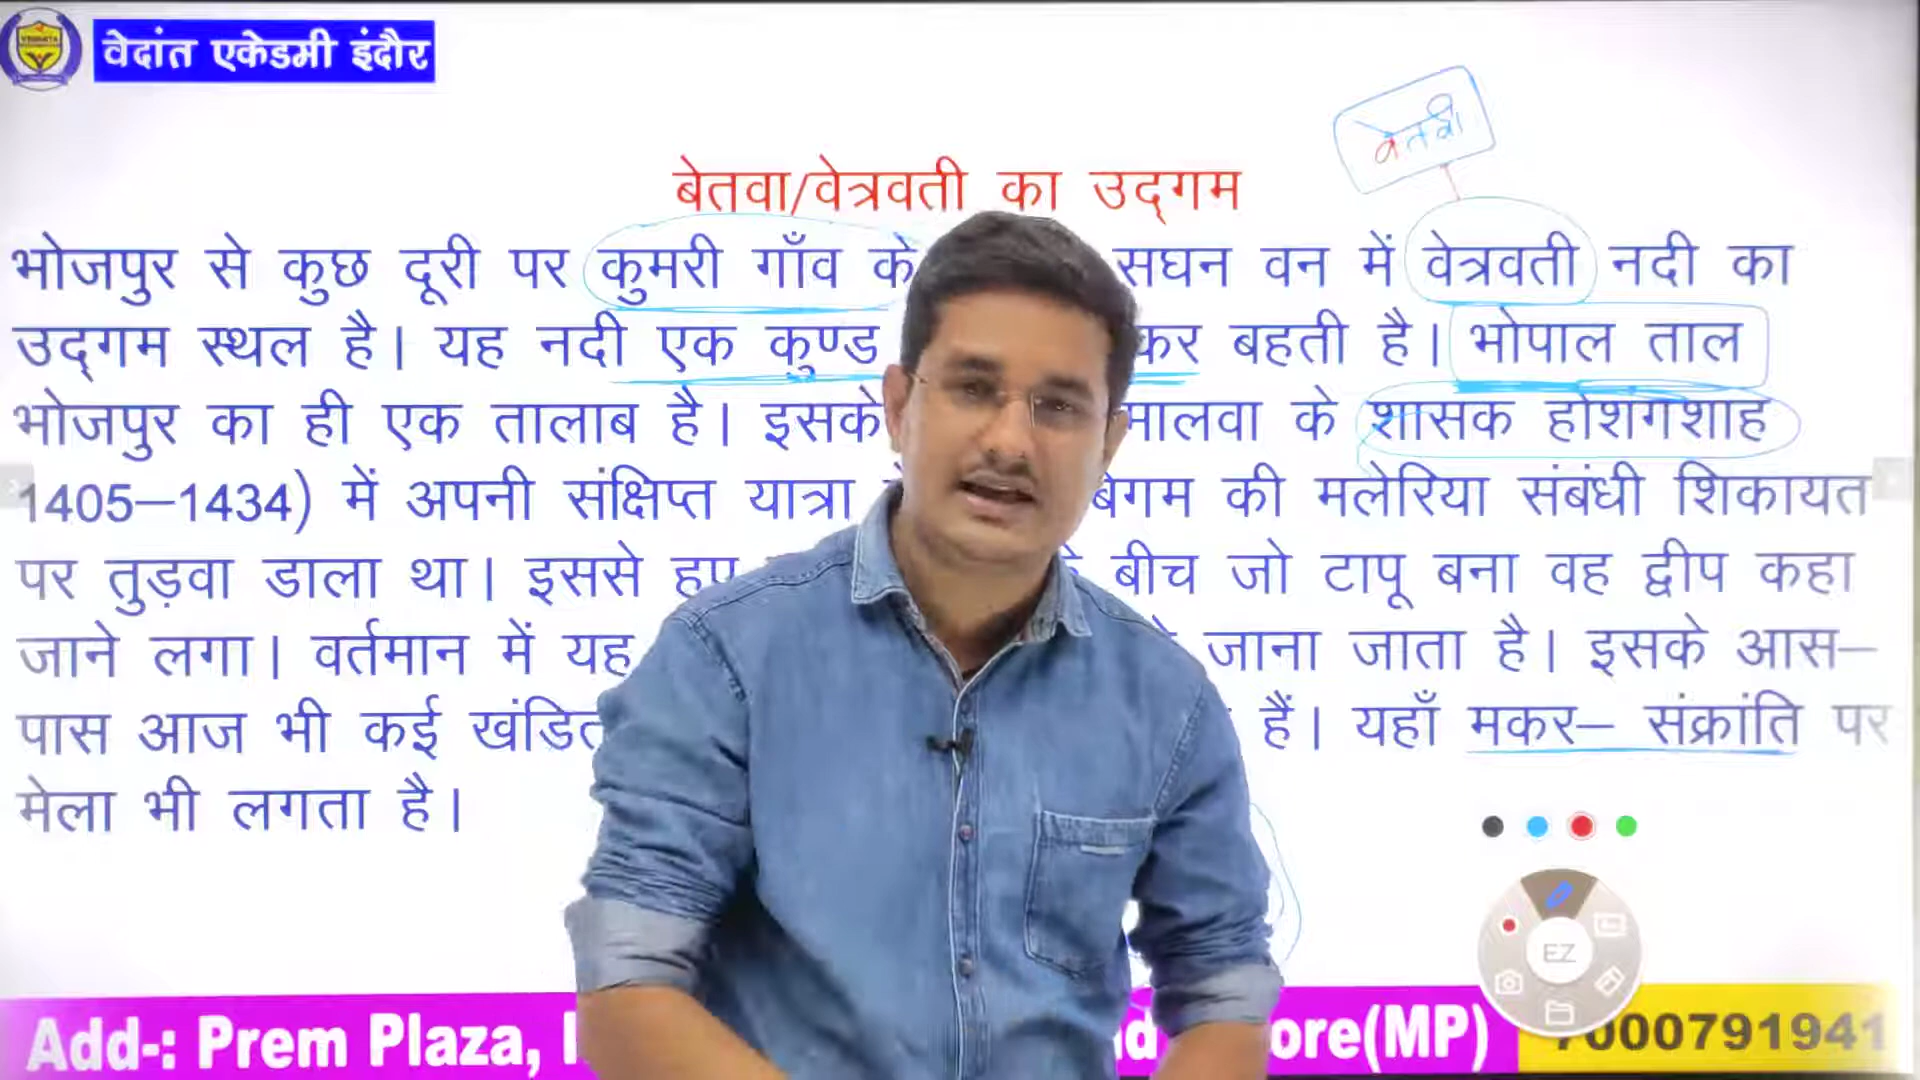 वेदांत एकेडमी इंदौर
बेतवा
बेतवा/वेत्रवती का उद्गम
भोजपुर से कुछ दूरी पर कुमरी गाँव के सघन वन में वेत्रवती नदी का
उद्गम स्थल है। यह नदी एक कुण्ड कर बहती है। भोपाल ताल
भोजपुर का ही एक तालाब है। इसके मालवा के शासक होशंगशाह
1405–1434) में अपनी संक्षिप्त यात्रा बेगम की मलेरिया संबंधी शिकायत
पर तुड़वा डाला था। इससे हुए बीच जो टापू बना वह द्वीप कहा
जाने लगा। वर्तमान में यह जाना जाता है। इसके आस–
पास आज भी कई खंडित हैं। यहाँ मकर– संक्रांति पर
मेला भी लगता है।
EZ
Add-: Prem Plaza, ore(MP) 7000791941